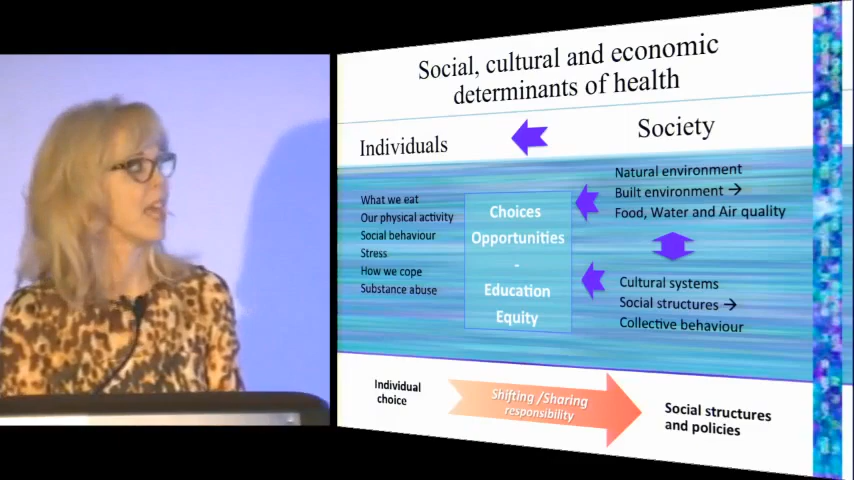 Social, cultural and economic
determinants of health
Individuals
Society
What we eat
Our physical activity
Social behaviour
Stress
How we cope
Substance abuse
Choices
Opportunities
-
Education
Equity
Natural environment
Built environment →
Food, Water and Air quality
Cultural systems
Social structures →
Collective behaviour
Individual
choice
Shifting /Sharing
responsibility
Social structures
and policies